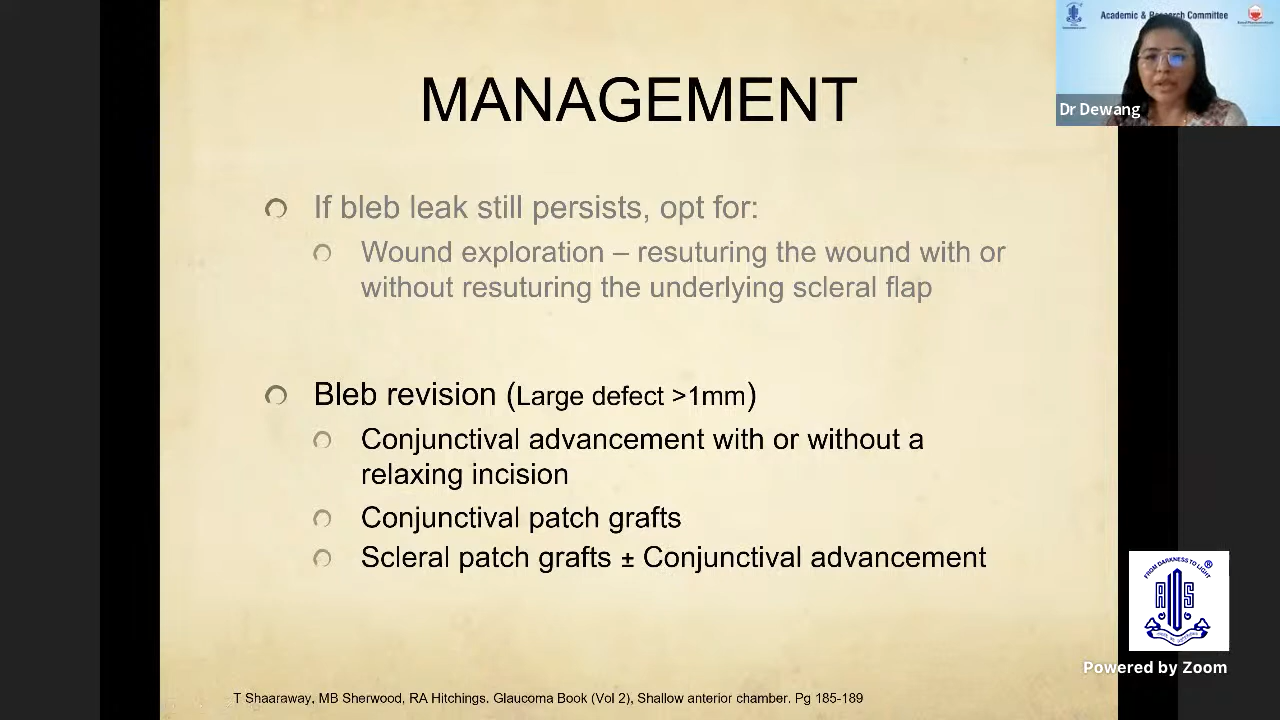 MANAGEMENT
If bleb leak still persists, opt for:
Wound exploration – resuturing the wound with or
without resuturing the underlying scleral flap
Bleb revision (Large defect >1mm)
Conjunctival advancement with or without a
relaxing incision
Conjunctival patch grafts
Scleral patch grafts ± Conjunctival advancement
T Shaaraway, MB Sherwood, RA Hitchings. Glaucoma Book (Vol 2), Shallow anterior chamber. Pg 185-189
Academic & Research Committee
Dr Dewang
FROM DARKNESS TO LIGHT
®
AIOS
Powered by Zoom